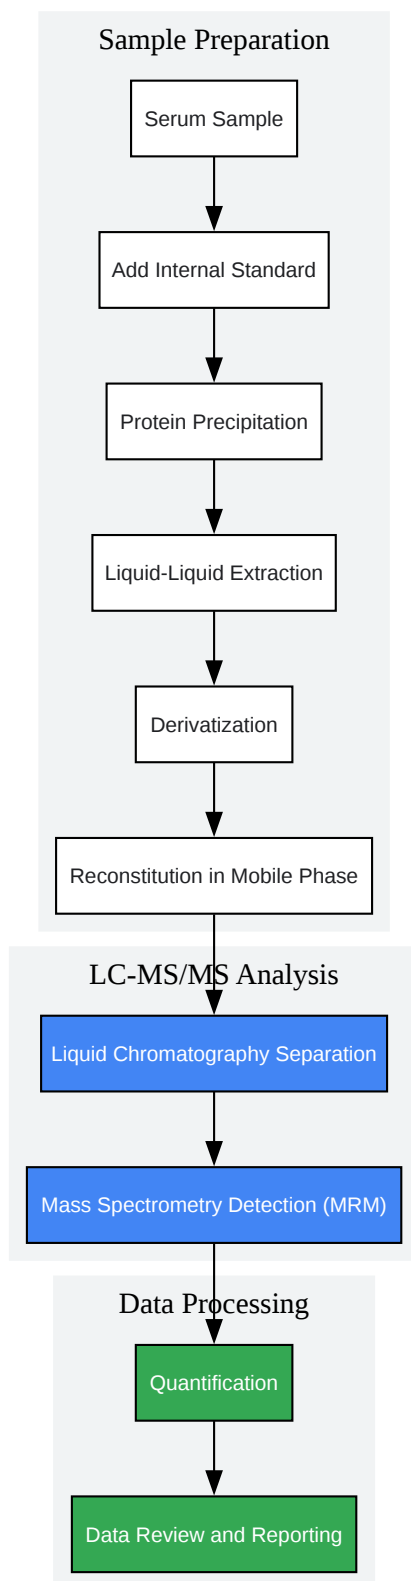 Sample Preparation
Serum Sample
Add Internal Standard
Protein Precipitation
Liquid-Liquid Extraction
Derivatization
Reconstitution in Mobile Phase
LC-MS/MS Analysis
Liquid Chromatography Separation
Mass Spectrometry Detection (MRM)
Data Processing
Quantification
Data Review and Reporting